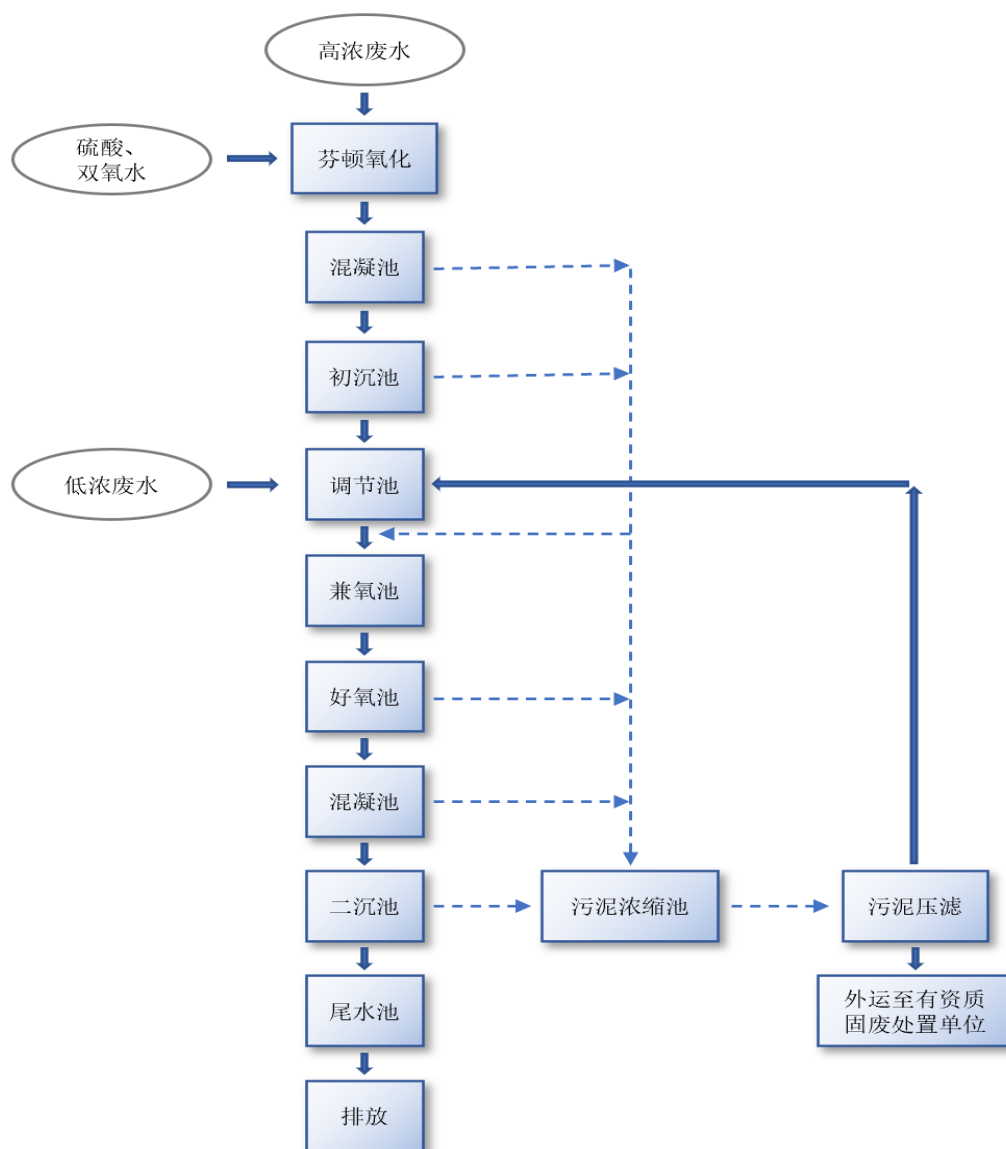 高浓废水
硫酸、
双氧水
芬顿氧化
混凝池
初沉池
低浓废水
调节池
兼氧池
好氧池
混凝池
二沉池
污泥浓缩池
污泥压滤
尾水池
外运至有资质
固废处置单位
排放